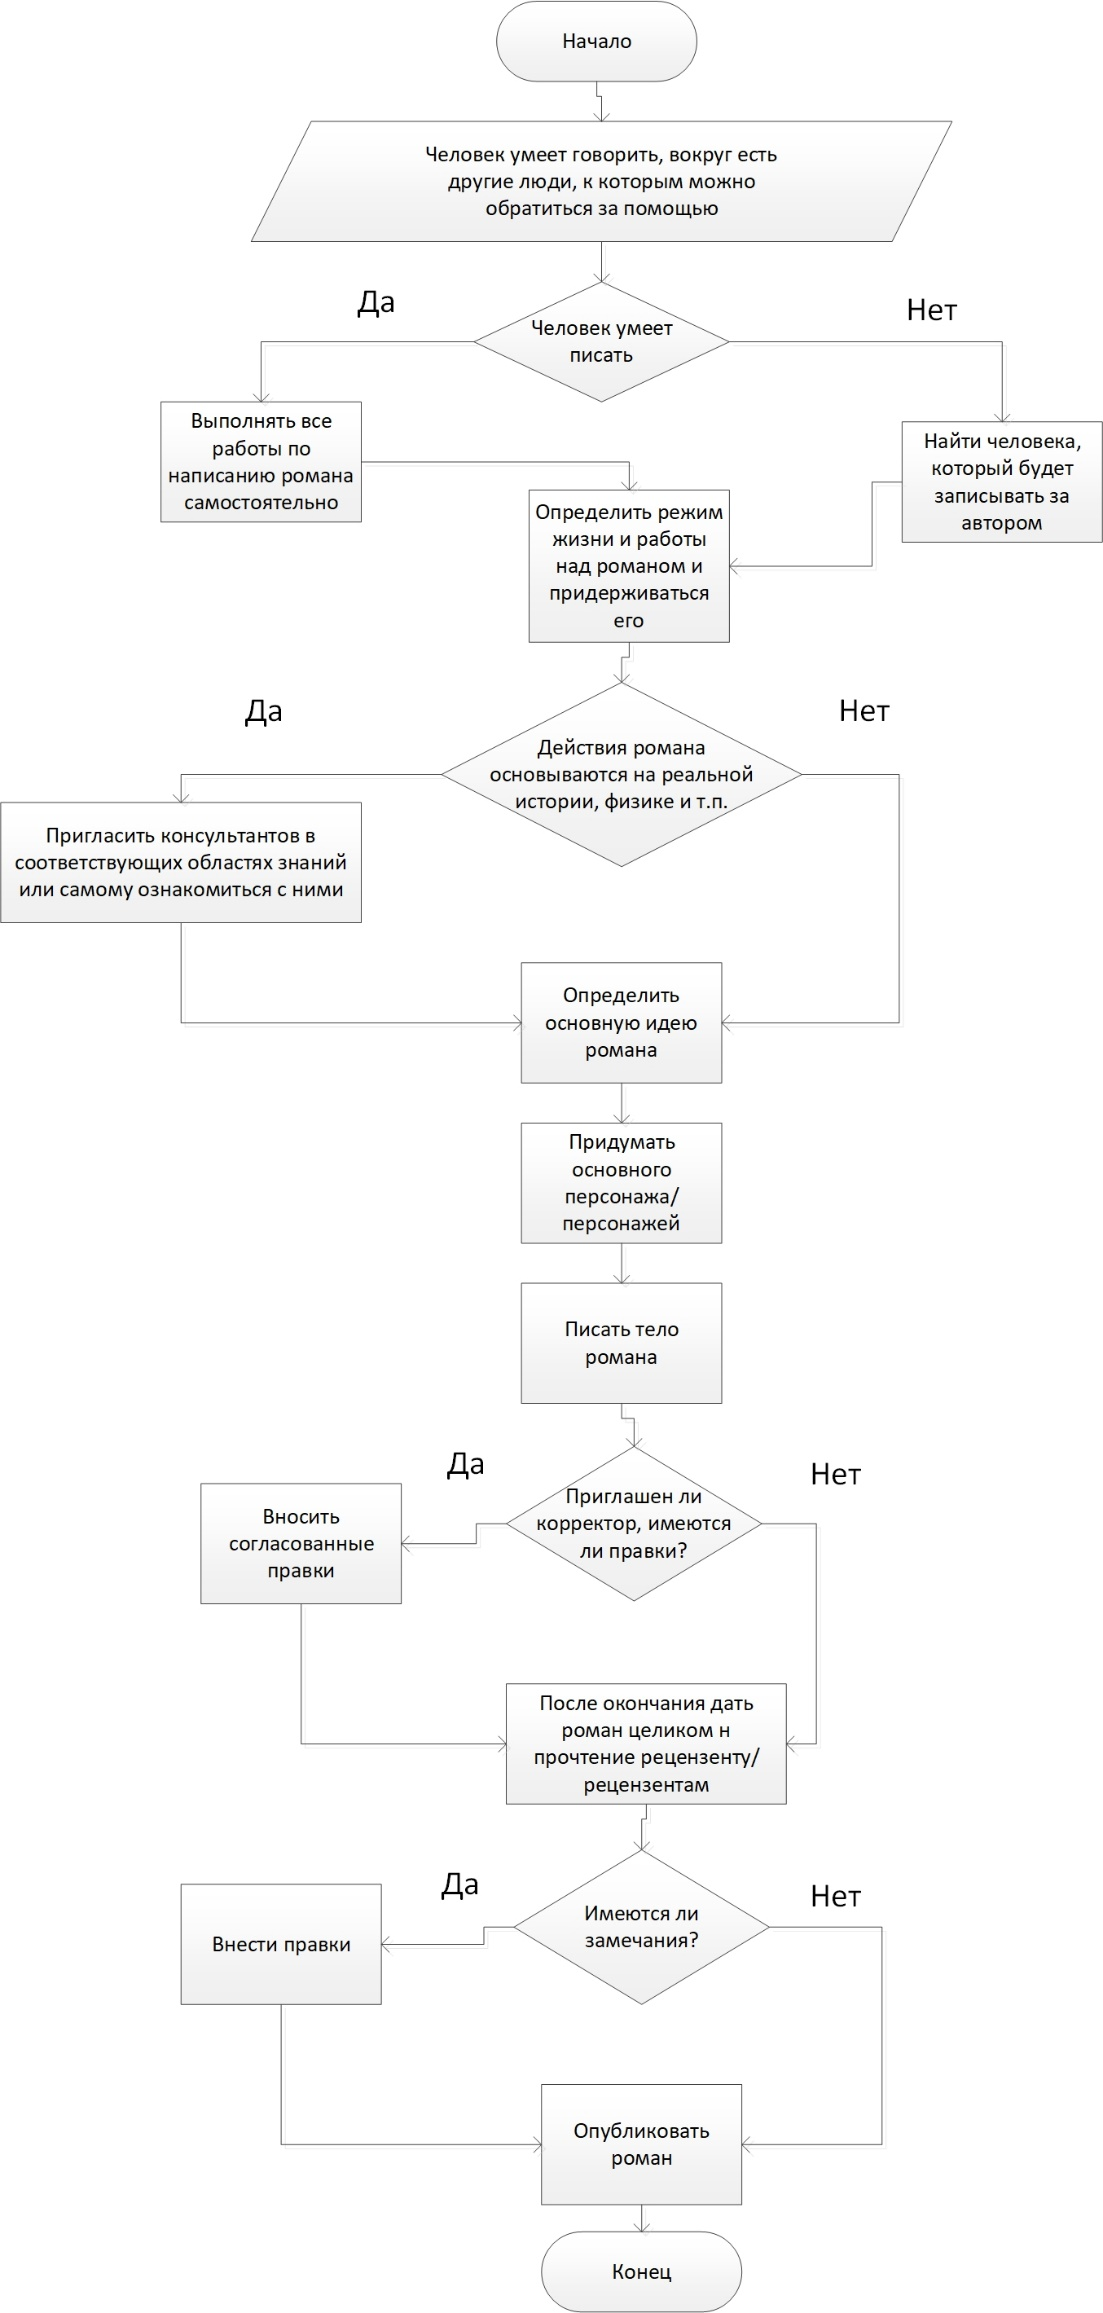 Начало
Человек умеет говорить, вокруг есть
другие люди, к которым можно
обратиться за помощью
Да
Нет
Человек умеет
писать
Выполнять все
работы по
написанию романа
самостоятельно
Найти человека,
который будет
записывать за
автором
Определить режим
жизни и работы
над романом и
придерживаться
его
Да
Нет
Действия романа
основываются на реальной
истории, физике и т.п.
Пригласить консультантов в
соответствующих областях знаний
или самому ознакомиться с ними
Определить
основную идею
романа
Придумать
основного
персонажа/
персонажей
Писать тело
романа
Да
Нет
Приглашен ли
корректор, имеются
ли правки?
Вносить
согласованные
правки
После окончания дать
роман целиком н
прочтение рецензенту/
рецензентам
Да
Нет
Имеются ли
замечания?
Внести правки
Опубликовать
роман
Конец